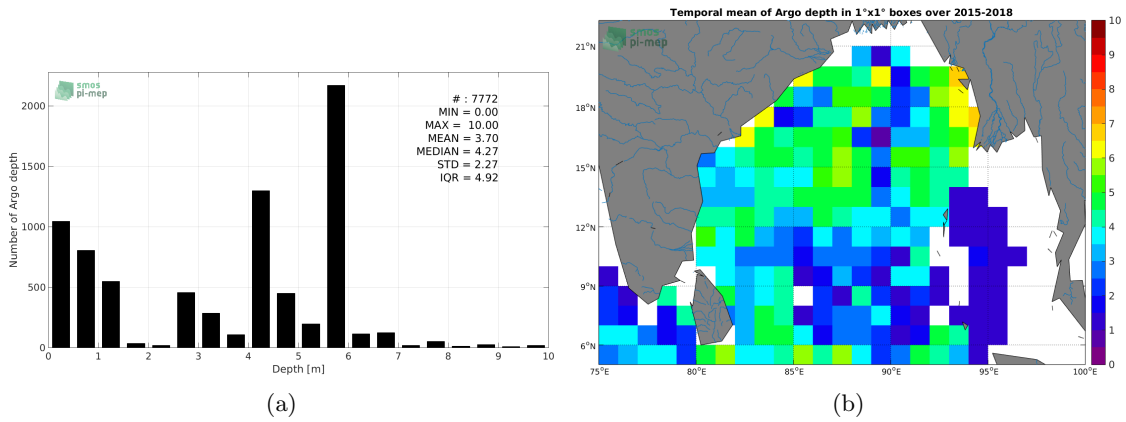 smos
pi-mep
# : 7772
MIN = 0.00
MAX = 10.00
MEAN = 3.70
MEDIAN = 4.27
STD = 2.27
IQR = 4.92
Number of Argo depth
2000
1500
1000
500
0
0 1 2 3 4 5 6 7 8 9 10
Depth [m]
(a)
Temporal mean of Argo depth in 1°x1° boxes over 2015-2018
smos
pi-mep
21°N
18°N
15°N
12°N
9°N
6°N
75°E 80°E 85°E 90°E 95°E 100°E
10
9
8
7
6
5
4
3
2
1
0
(b)